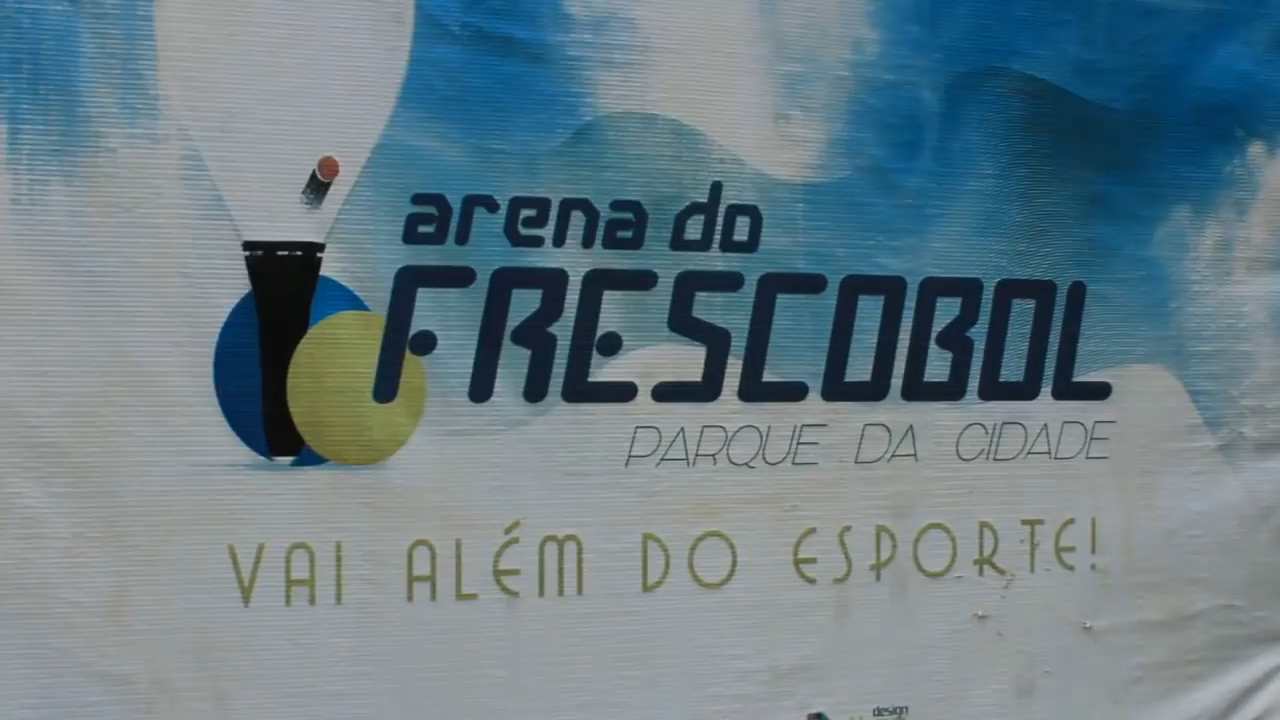 arena do
FRESCOBOL
PARQUE DA CIDADE
VAI ALÉM DO ESPORTE!
design